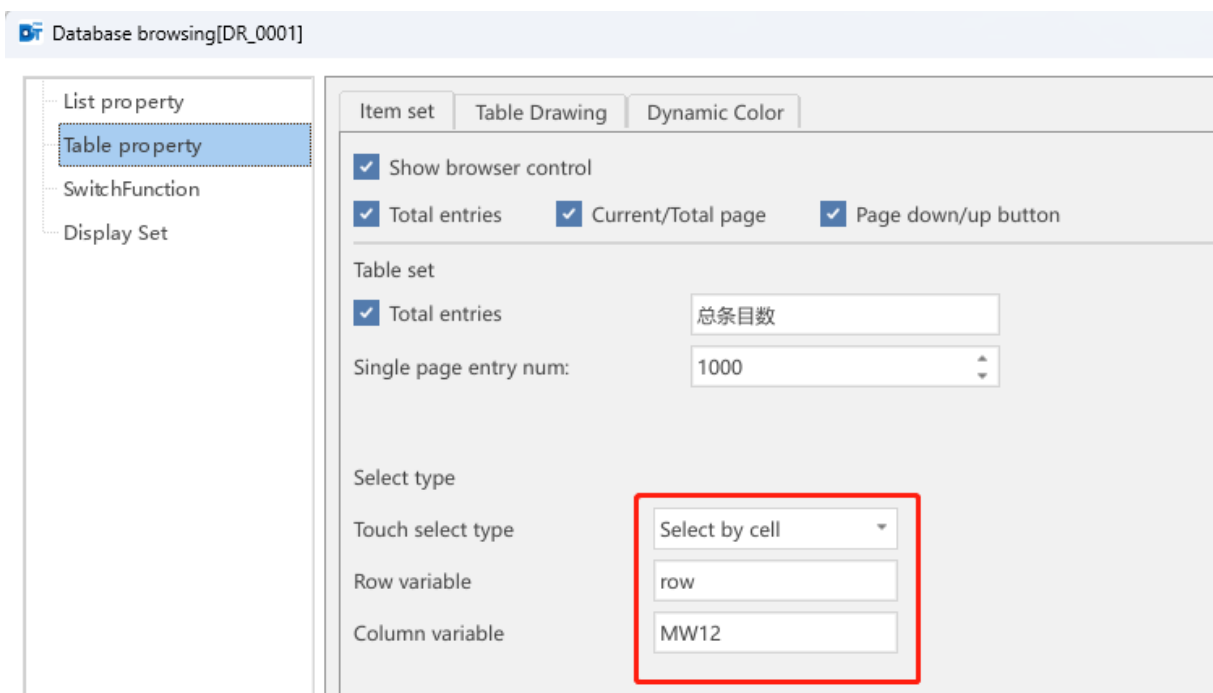 DT Database browsing[DR_0001]
List property
Table property
SwitchFunction
Display Set
Item set Table Drawing Dynamic Color
Show browser control
Total entries Current/Total page Page down/up button
Table set
Total entries 总条目数
Single page entry num: 1000
Select type
Touch select type Select by cell
Row variable row
Column variable MW12